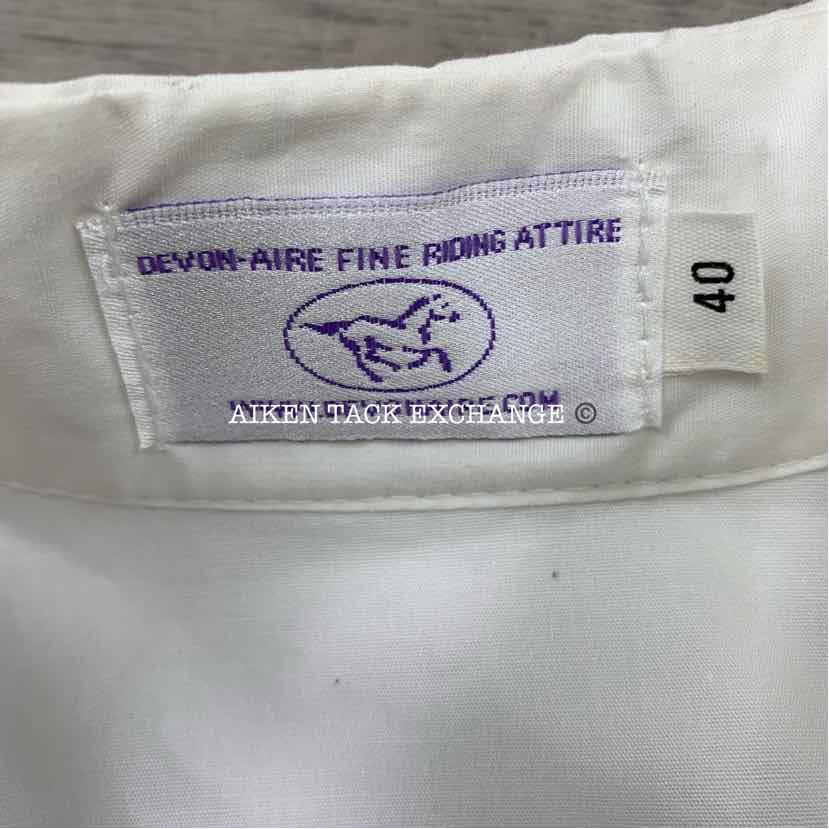 DEVON-AIRE FINE RIDING ATTIRE
40
AIKEN TACK EXCHANGE ©